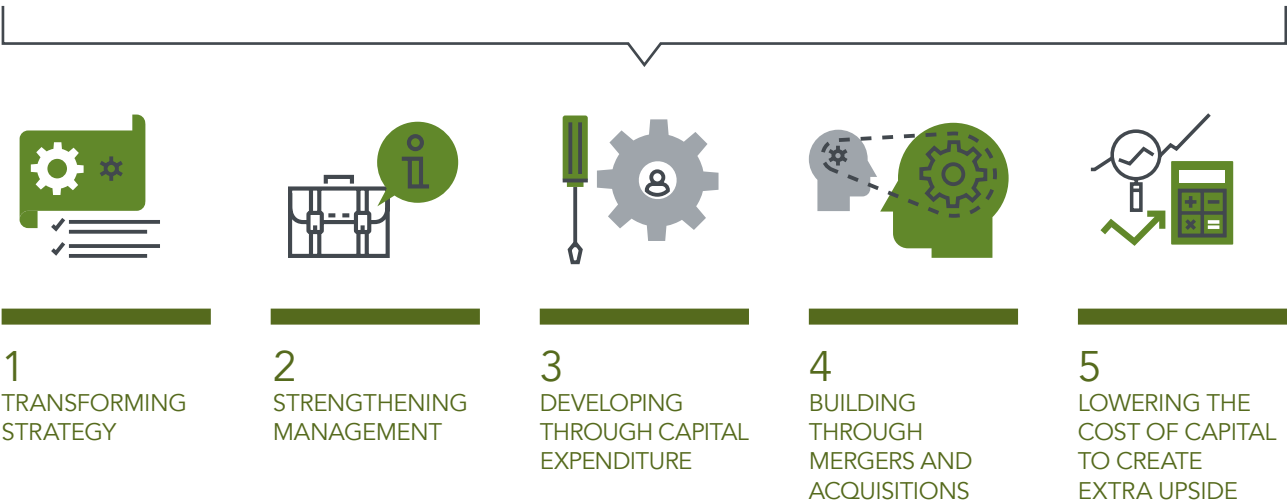 1
TRANSFORMING
STRATEGY
2
STRENGTHENING
MANAGEMENT
3
DEVELOPING
THROUGH CAPITAL
EXPENDITURE
4
BUILDING
THROUGH
MERGERS AND
ACQUISITIONS
5
LOWERING THE
COST OF CAPITAL
TO CREATE
EXTRA UPSIDE